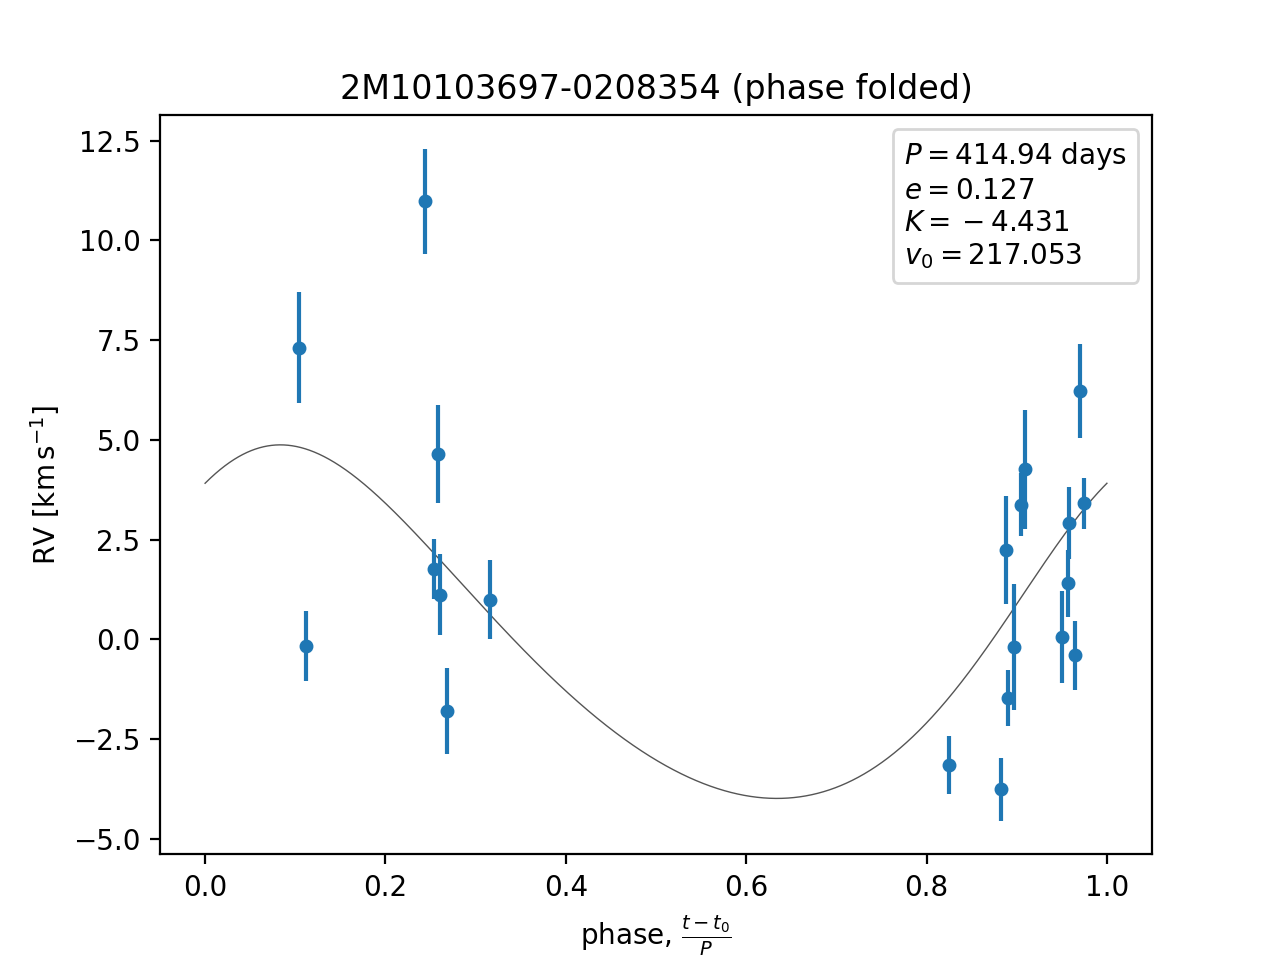 2M10103697-0208354 (phase folded)
P = 414.94 days
e = 0.127
K = −4.431
v₀ = 217.053
12.5
10.0
7.5
5.0
2.5
0.0
−2.5
−5.0
RV [km s⁻¹]
0.0 0.2 0.4 0.6 0.8 1.0
phase, (t − t₀)/P